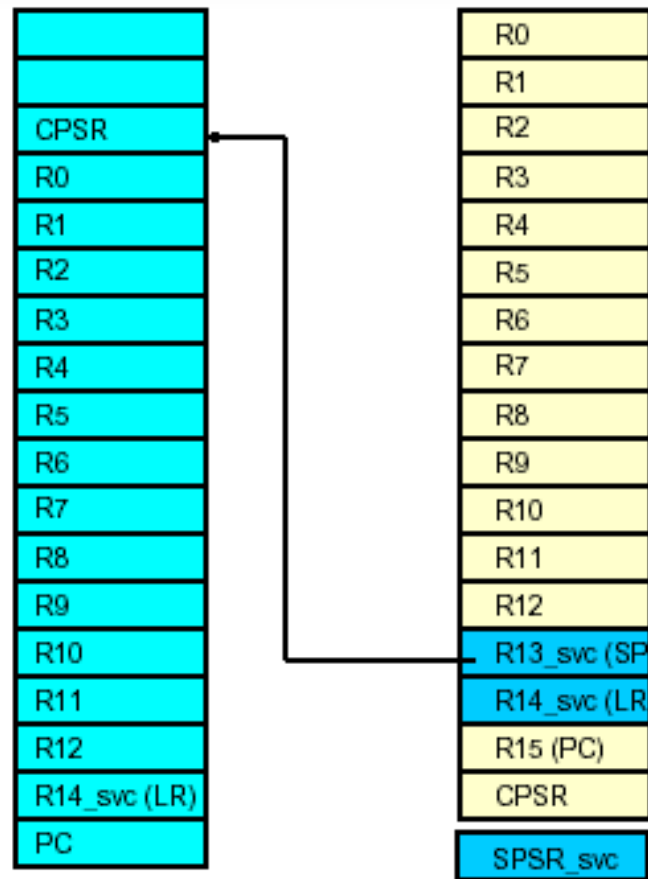 CPSR
R0
R1
R2
R3
R4
R5
R6
R7
R8
R9
R10
R11
R12
R14_svc (LR)
PC
R0
R1
R2
R3
R4
R5
R6
R7
R8
R9
R10
R11
R12
R13_svc (SP
R14_svc (LR
R15 (PC)
CPSR
SPSR_svc